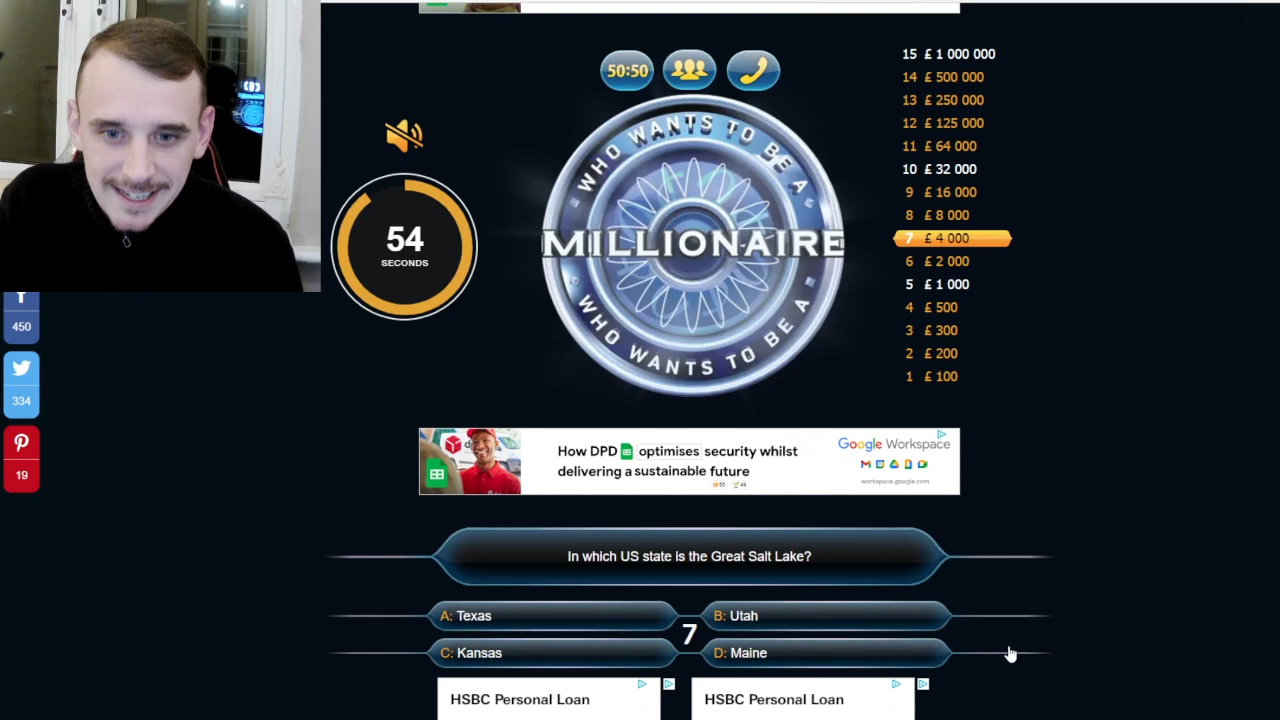 50:50
15 £ 1 000 000
14 £ 500 000
13 £ 250 000
12 £ 125 000
11 £ 64 000
10 £ 32 000
9 £ 16 000
8 £ 8 000
7 £ 4 000
6 £ 2 000
5 £ 1 000
4 £ 500
3 £ 300
2 £ 200
1 £ 100
WHO WANTS TO BE A
MILLIONAIRE
WHO WANTS TO BE A
54
SECONDS
450
334
19
How DPD optimises security whilst
delivering a sustainable future
Google Workspace
workspace.google.com
In which US state is the Great Salt Lake?
A: Texas
B: Utah
7
C: Kansas
D: Maine
HSBC Personal Loan
HSBC Personal Loan